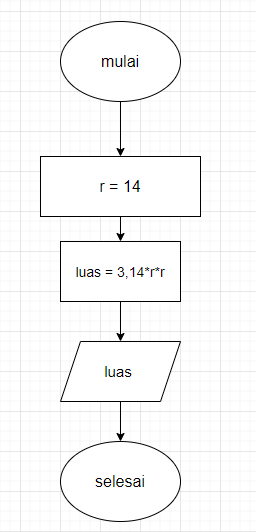 mulai
r = 14
luas = 3,14*r*r
luas
selesai